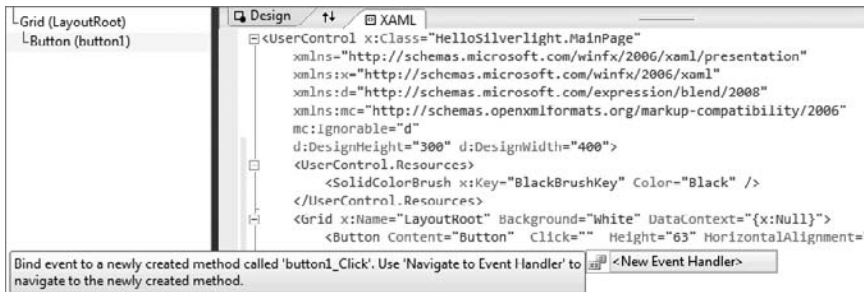 Grid (LayoutRoot)
Button (button1)
Design
XAML
<UserControl x:Class="HelloSilverlight.MainPage"
xmlns="http://schemas.microsoft.com/winfx/2006/xaml/presentation"
xmlns:x="http://schemas.microsoft.com/winfx/2006/xaml"
xmlns:d="http://schemas.microsoft.com/expression/blend/2008"
xmlns:mc="http://schemas.openxmlformats.org/markup-compatibility/2006"
mc:Ignorable="d"
d:DesignHeight="300" d:DesignWidth="400">
<UserControl.Resources>
<SolidColorBrush x:Key="BlackBrushKey" Color="Black" />
</UserControl.Resources>
<Grid x:Name="LayoutRoot" Background="White" DataContext="{x:Null}">
<Button Content="Button" Click="" Height="63" HorizontalAlignment="
Bind event to a newly created method called 'button1_Click'. Use 'Navigate to Event Handler' to
navigate to the newly created method.
<New Event Handler>